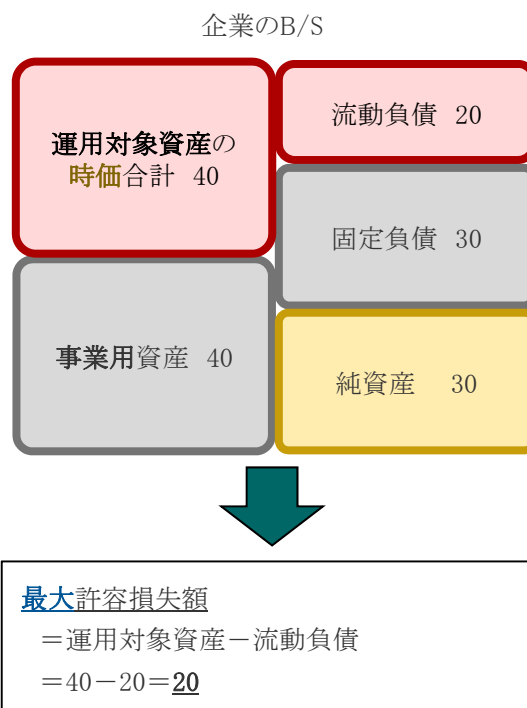 企業のB/S
運用対象資産の
時価合計 40
流動負債 20
固定負債 30
事業用資産 40
純資産 30
最大許容損失額
＝運用対象資産－流動負債
＝40－20＝20